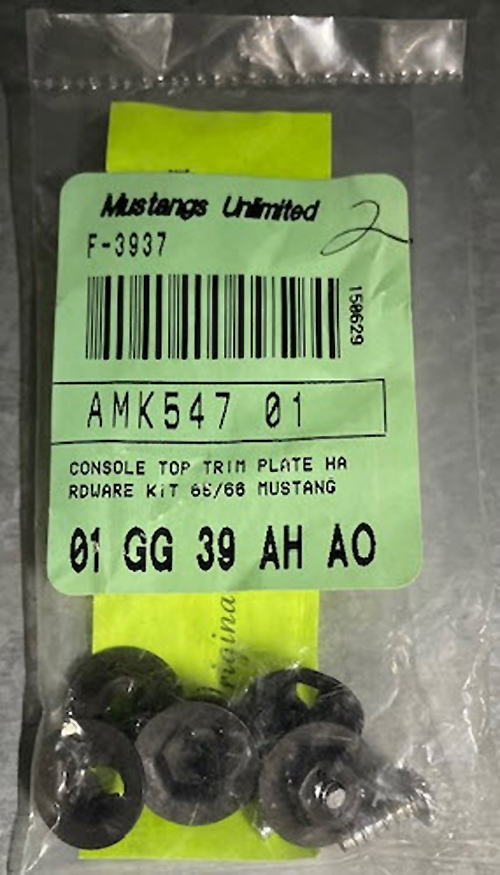 Mustangs Unlimited
2
F-3937
150629
AMK547 01
CONSOLE TOP TRIM PLATE HA
RDWARE KIT 65/66 MUSTANG
01 GG 39 AH AO